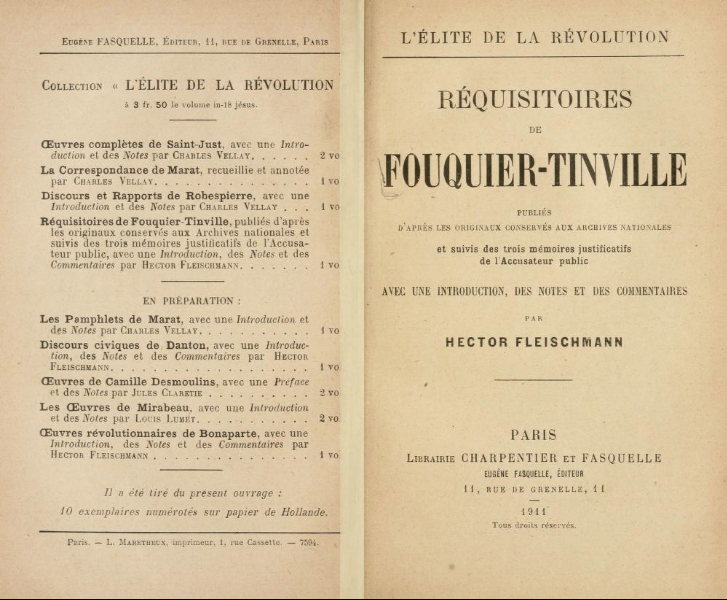 Eugène FASQUELLE, Éditeur, 11, rue de Grenelle, Paris
Collection « L'ÉLITE DE LA RÉVOLUTION
à 3 fr. 50 le volume in-18 jésus.
Œuvres complètes de Saint-Just, avec une Intro-
duction et des Notes par Charles Vellay. . . . . . 2 vo
La Correspondance de Marat, recueillie et annotée
par Charles Vellay. . . . . . . . . . . . . . 1 vo
Discours et Rapports de Robespierre, avec une
Introduction et des Notes par Charles Vellay . . . 1 vo
Réquisitoires de Fouquier-Tinville, publiés d'après
les originaux conservés aux Archives nationales et
suivis des trois mémoires justificatifs de l'Accusa-
teur public, avec une Introduction, des Notes et des
Commentaires par Hector Fleischmann. . . . . . . 1 vo
EN PRÉPARATION :
Les Pamphlets de Marat, avec une Introduction et
des Notes par Charles Vellay. . . . . . . . . . 1 vo
Discours civiques de Danton, avec une Introduc-
tion, des Notes et des Commentaires par Hector
Fleischmann. . . . . . . . . . . . . . . . . 1 vo
Œuvres de Camille Desmoulins, avec une Préface
et des Notes par Jules Claretie . . . . . . . . 2 vo
Les Œuvres de Mirabeau, avec une Introduction
et des Notes par Louis Lumet. . . . . . . . . . 2 vo
Œuvres révolutionnaires de Bonaparte, avec une
Introduction, des Notes et des Commentaires par
Hector Fleischmann . . . . . . . . . . . . . 1 vo
Il a été tiré du présent ouvrage :
10 exemplaires numérotés sur papier de Hollande.
Paris. — L. Maretheux, imprimeur, 1, rue Cassette. — 7594.
L'ÉLITE DE LA RÉVOLUTION
RÉQUISITOIRES
DE
FOUQUIER-TINVILLE
PUBLIÉS
D'APRÈS LES ORIGINAUX CONSERVÉS AUX ARCHIVES NATIONALES
et suivis des trois mémoires justificatifs
de l'Accusateur public
AVEC UNE INTRODUCTION, DES NOTES ET DES COMMENTAIRES
PAR
HECTOR FLEISCHMANN
PARIS
Librairie CHARPENTIER et FASQUELLE
EUGÈNE FASQUELLE, ÉDITEUR
11, RUE DE GRENELLE, 11
1911
Tous droits réservés.